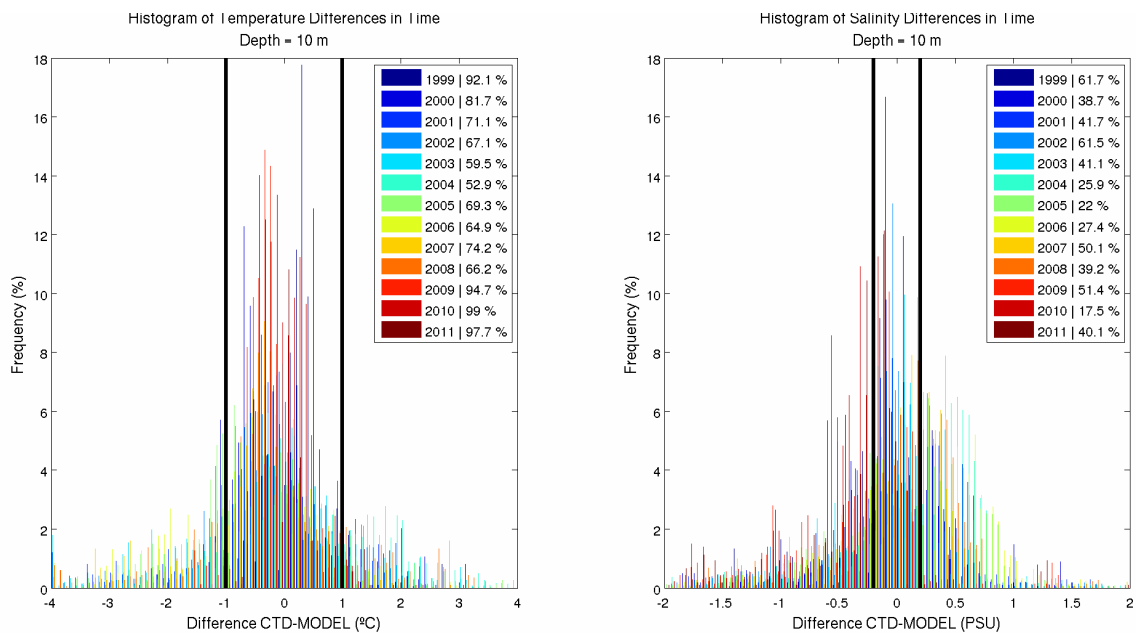 Histogram of Temperature Differences in Time
Depth = 10 m
18
16
14
12
10
8
6
4
2
0
Frequency (%)
-4
-3
-2
-1
0
1
2
3
4
Difference CTD-MODEL (ºC)
1999 | 92.1 %
2000 | 81.7 %
2001 | 71.1 %
2002 | 67.1 %
2003 | 59.5 %
2004 | 52.9 %
2005 | 69.3 %
2006 | 64.9 %
2007 | 74.2 %
2008 | 66.2 %
2009 | 94.7 %
2010 | 99 %
2011 | 97.7 %
Histogram of Salinity Differences in Time
Depth = 10 m
18
16
14
12
10
8
6
4
2
0
Frequency (%)
-2
-1.5
-1
-0.5
0
0.5
1
1.5
2
Difference CTD-MODEL (PSU)
1999 | 61.7 %
2000 | 38.7 %
2001 | 41.7 %
2002 | 61.5 %
2003 | 41.1 %
2004 | 25.9 %
2005 | 22 %
2006 | 27.4 %
2007 | 50.1 %
2008 | 39.2 %
2009 | 51.4 %
2010 | 17.5 %
2011 | 40.1 %